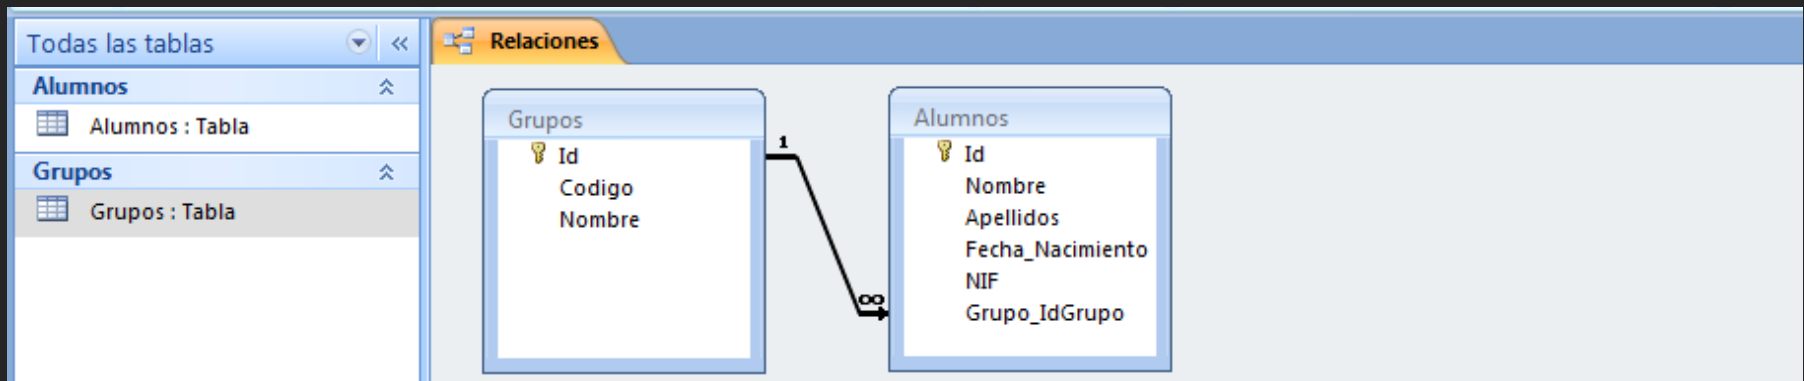 Todas las tablas
Alumnos
Alumnos : Tabla
Grupos
Grupos : Tabla
Relaciones
Grupos
Id
Codigo
Nombre
1
∞
Alumnos
Id
Nombre
Apellidos
Fecha_Nacimiento
NIF
Grupo_IdGrupo